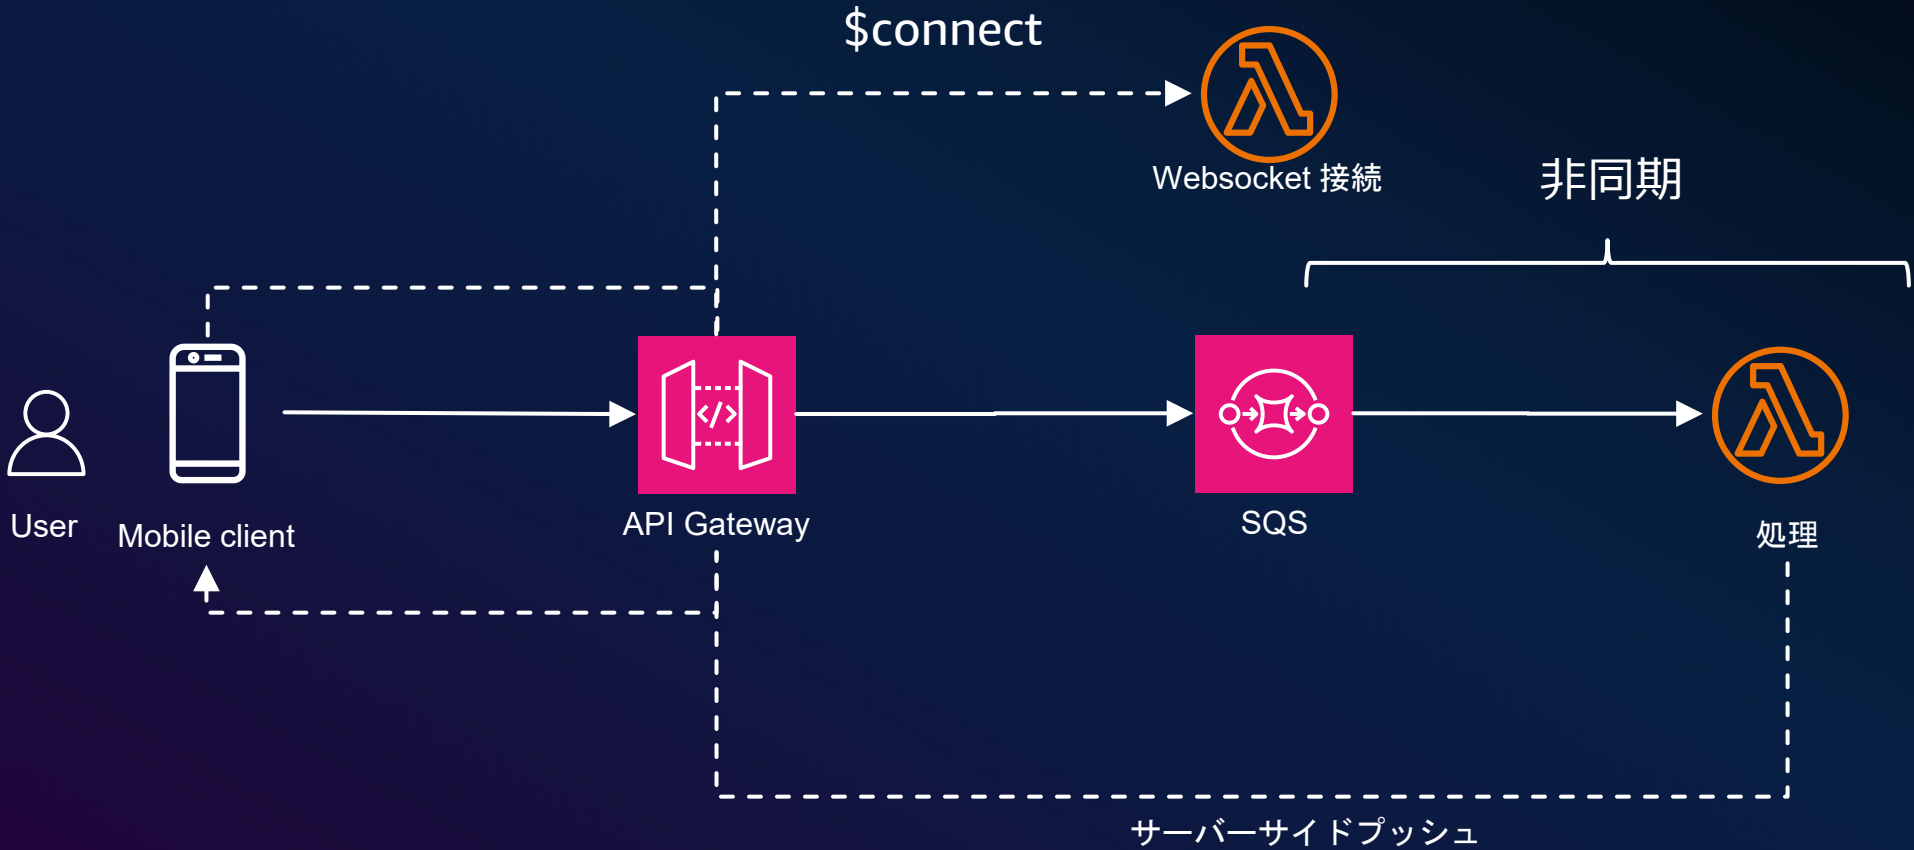 $connect
Websocket 接続
非同期
User
Mobile client
API Gateway
SQS
処理
サーバーサイドプッシュ